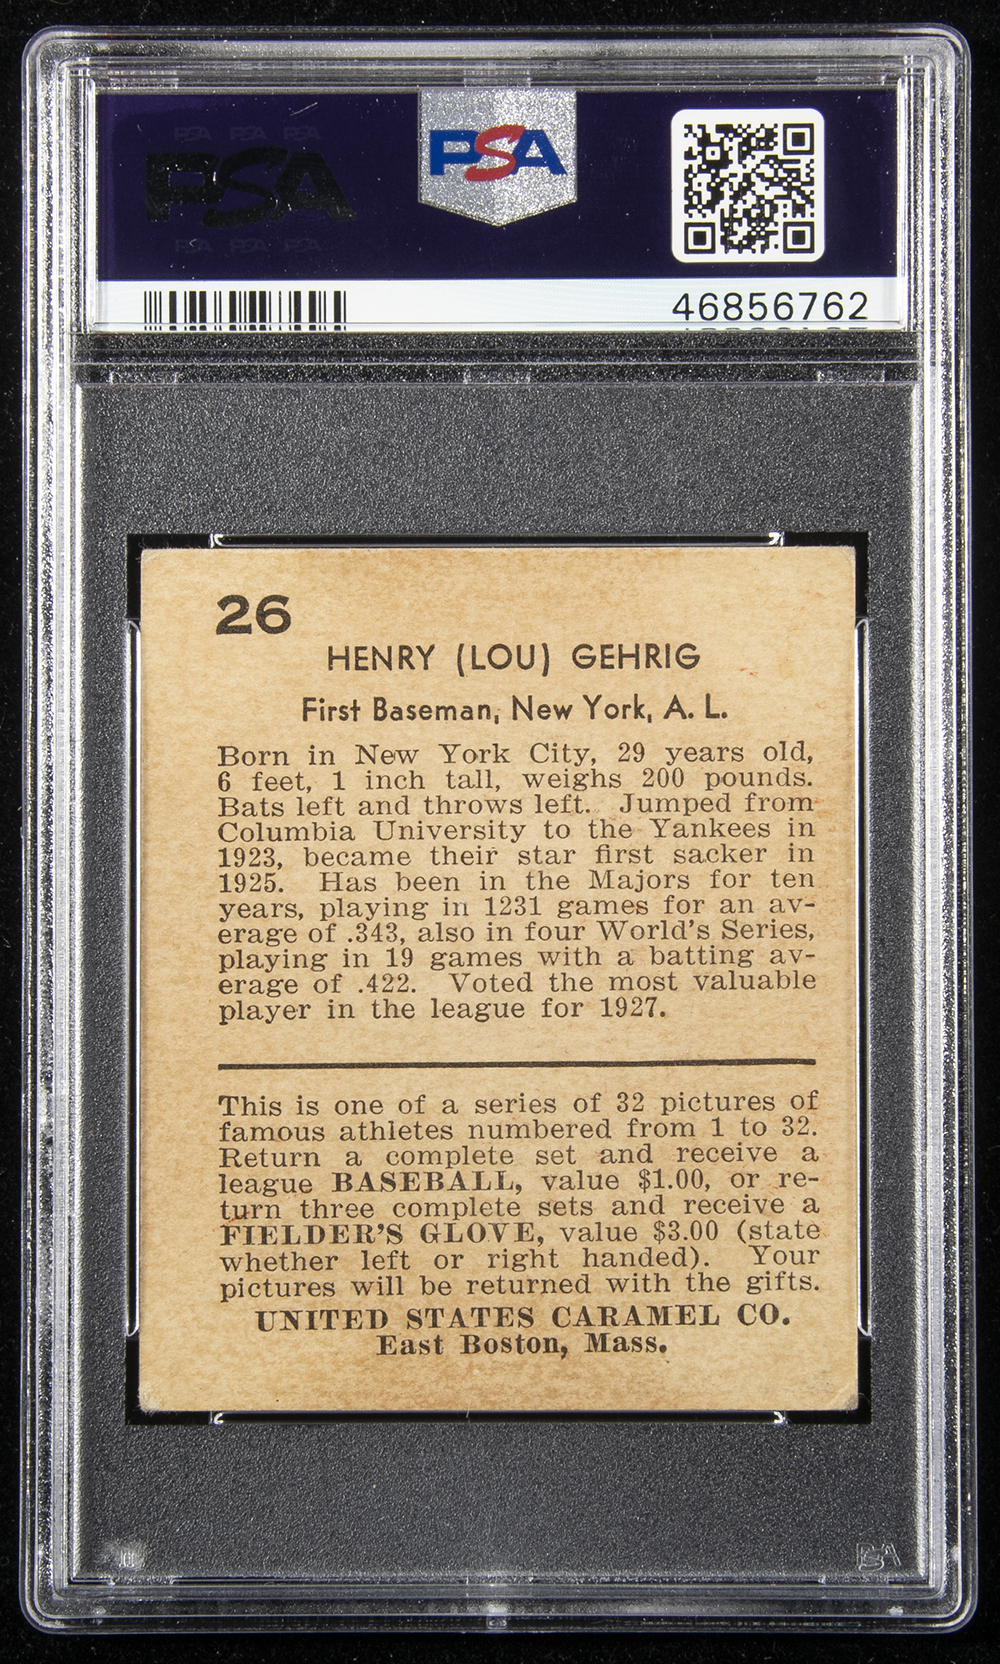 PSA PSA PSA
PSA
PSA PSA PSA
PSA
46856762
26
HENRY (LOU) GEHRIG
First Baseman, New York, A. L.
Born in New York City, 29 years old,
6 feet, 1 inch tall, weighs 200 pounds.
Bats left and throws left. Jumped from
Columbia University to the Yankees in
1923, became their star first sacker in
1925. Has been in the Majors for ten
years, playing in 1231 games for an av-
erage of .343, also in four World's Series,
playing in 19 games with a batting av-
erage of .422. Voted the most valuable
player in the league for 1927.
This is one of a series of 32 pictures of
famous athletes numbered from 1 to 32.
Return a complete set and receive a
league BASEBALL, value $1.00, or re-
turn three complete sets and receive a
FIELDER'S GLOVE, value $3.00 (state
whether left or right handed). Your
pictures will be returned with the gifts.
UNITED STATES CARAMEL CO.
East Boston, Mass.
PSA